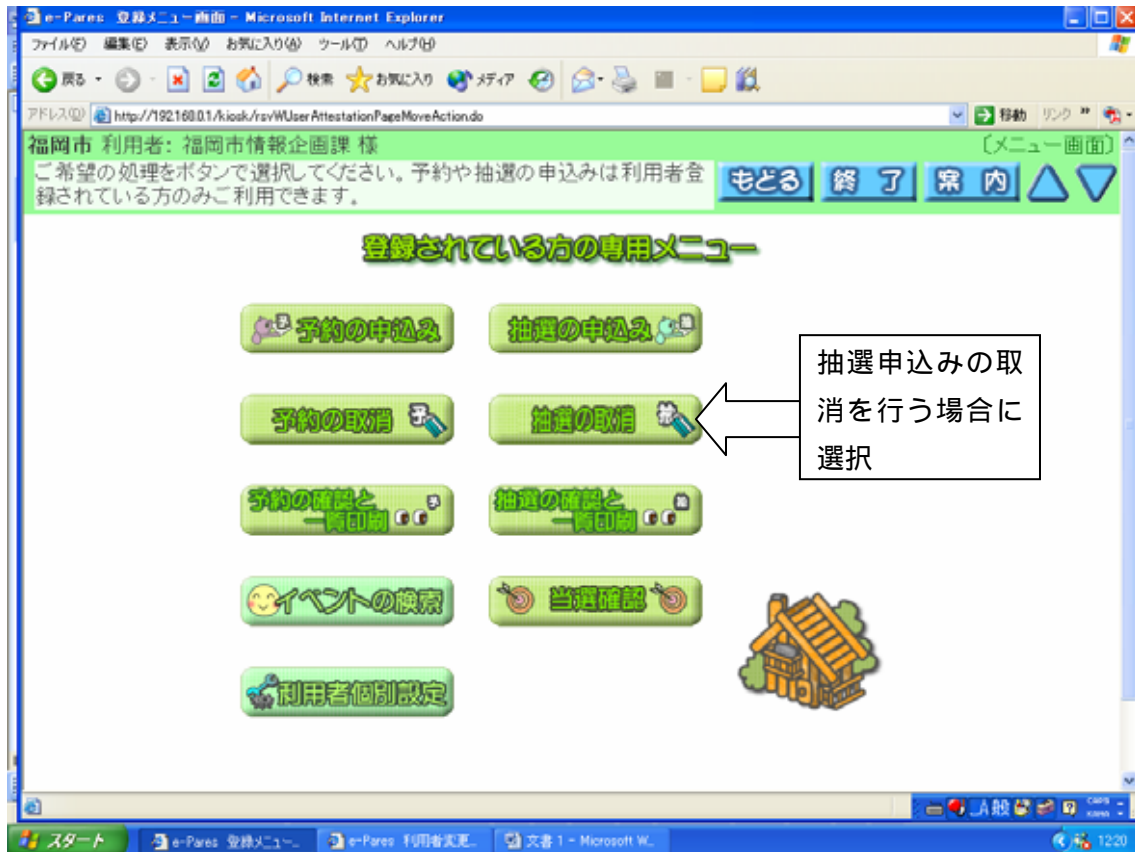 e-Pares 登録メニュー画面 - Microsoft Internet Explorer
ファイル(F) 編集(E) 表示(V) お気に入り(A) ツール(T) ヘルプ(H)
戻る 検索 お気に入り メディア
アドレス(D) http://192.168.0.1/kiosk/rsvWUserAttestationPageMoveAction.do 移動 リンク »
福岡市 利用者: 福岡市情報企画課 様 〔メニュー画面〕
ご希望の処理をボタンで選択してください。予約や抽選の申込みは利用者登
録されている方のみご利用できます。
もどる 終 了 案 内
登録されている方の専用メニュー
予約の申込み 抽選の申込み
予約の取消 抽選の取消
抽選申込みの取
消を行う場合に
選択
予約の確認と
一覧印刷
抽選の確認と
一覧印刷
イベントの検索 当選確認
利用者個別設定
_A 般 CAPS
KANA
スタート e-Pares 登録メニュー... e-Pares 利用者変更... 文書 1 - Microsoft W... 12:20